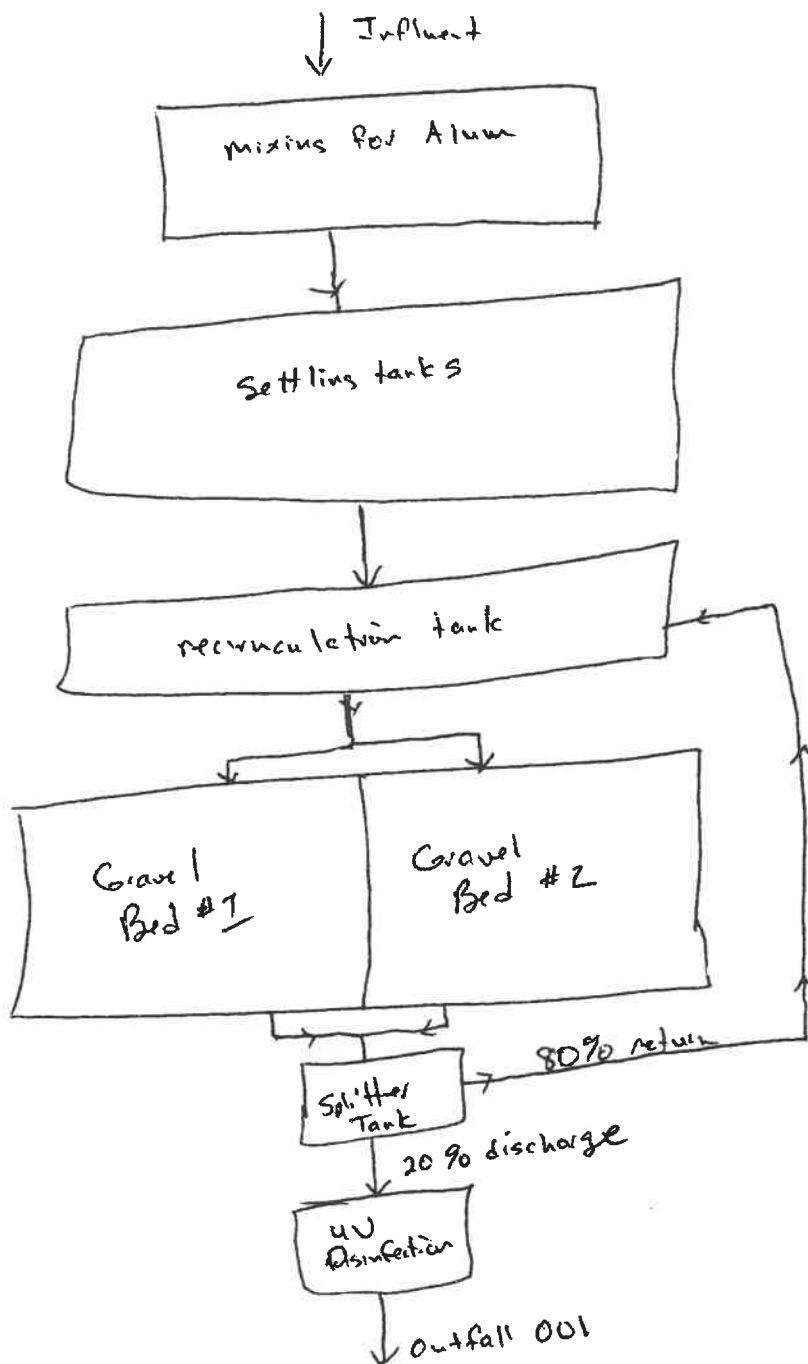 Influent
mixing for Alum
Settling tanks
recirculation tank
Gravel
Bed #1
Gravel
Bed #2
80% return
Splitter
Tank
20% discharge
UV
Disinfection
Outfall 001